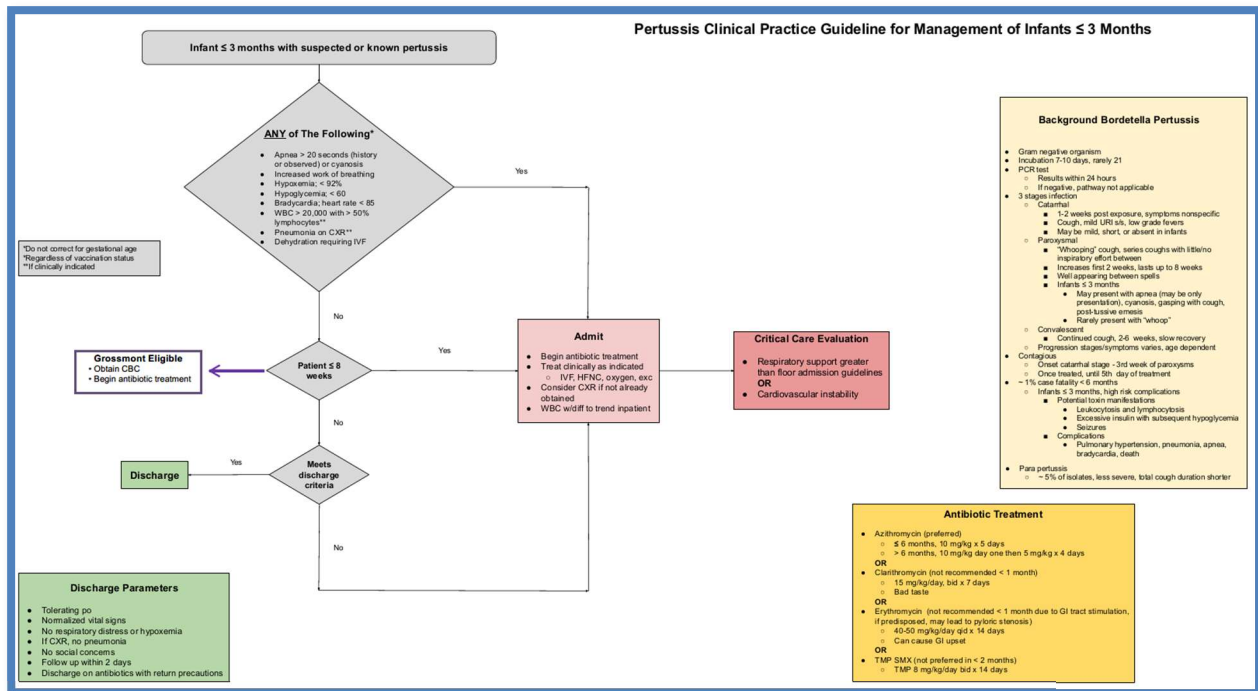 Pertussis Clinical Practice Guideline for Management of Infants ≤ 3 Months
Infant ≤ 3 months with suspected or known pertussis
ANY of The Following*
● Apnea > 20 seconds (history
or observed) or cyanosis
● Increased work of breathing
● Hypoxemia; < 92%
● Hypoglycemia; < 60
● Bradycardia; heart rate < 85
● WBC > 20,000 with > 50%
lymphocytes**
● Pneumonia on CXR**
● Dehydration requiring IVF
Yes
*Do not correct for gestational age
*Regardless of vaccination status
**If clinically indicated
No
Grossmont Eligible
• Obtain CBC
• Begin antibiotic treatment
Patient ≤ 8
weeks
Yes
Admit
● Begin antibiotic treatment
● Treat clinically as indicated
○ IVF, HFNC, oxygen, exc
● Consider CXR if not already
obtained
● WBC w/diff to trend inpatient
Critical Care Evaluation
● Respiratory support greater
than floor admission guidelines
OR
● Cardiovascular instability
No
Yes
Discharge
Meets
discharge
criteria
No
Discharge Parameters
● Tolerating po
● Normalized vital signs
● No respiratory distress or hypoxemia
● If CXR, no pneumonia
● No social concerns
● Follow up within 2 days
● Discharge on antibiotics with return precautions
Background Bordetella Pertussis
● Gram negative organism
● Incubation 7-10 days, rarely 21
● PCR test
○ Results within 24 hours
○ If negative, pathway not applicable
● 3 stages infection
○ Catarrhal
■ 1-2 weeks post exposure, symptoms nonspecific
■ Cough, mild URI s/s, low grade fevers
■ May be mild, short, or absent in infants
○ Paroxysmal
■ “Whooping” cough, series coughs with little/no
inspiratory effort between
■ Increases first 2 weeks, lasts up to 8 weeks
■ Well appearing between spells
■ Infants ≤ 3 months
● May present with apnea (may be only
presentation), cyanosis, gasping with cough,
post-tussive emesis
● Rarely present with “whoop”
○ Convalescent
■ Continued cough, 2-6 weeks, slow recovery
○ Progression stages/symptoms varies, age dependent
● Contagious
○ Onset catarrhal stage - 3rd week of paroxysms
○ Once treated, until 5th day of treatment
● ~ 1% case fatality < 6 months
○ Infants ≤ 3 months, high risk complications
■ Potential toxin manifestations
● Leukocytosis and lymphocytosis
● Excessive insulin with subsequent hypoglycemia
● Seizures
■ Complications
● Pulmonary hypertension, pneumonia, apnea,
bradycardia, death
● Para pertussis
○ ~ 5% of isolates, less severe, total cough duration shorter
Antibiotic Treatment
● Azithromycin (preferred)
○ ≤ 6 months, 10 mg/kg x 5 days
○ > 6 months, 10 mg/kg day one then 5 mg/kg x 4 days
OR
● Clarithromycin (not recommended < 1 month)
○ 15 mg/kg/day, bid x 7 days
○ Bad taste
OR
● Erythromycin (not recommended < 1 month due to GI tract stimulation,
if predisposed, may lead to pyloric stenosis)
○ 40-50 mg/kg/day qid x 14 days
○ Can cause GI upset
OR
● TMP SMX (not preferred in < 2 months)
○ TMP 8 mg/kg/day bid x 14 days